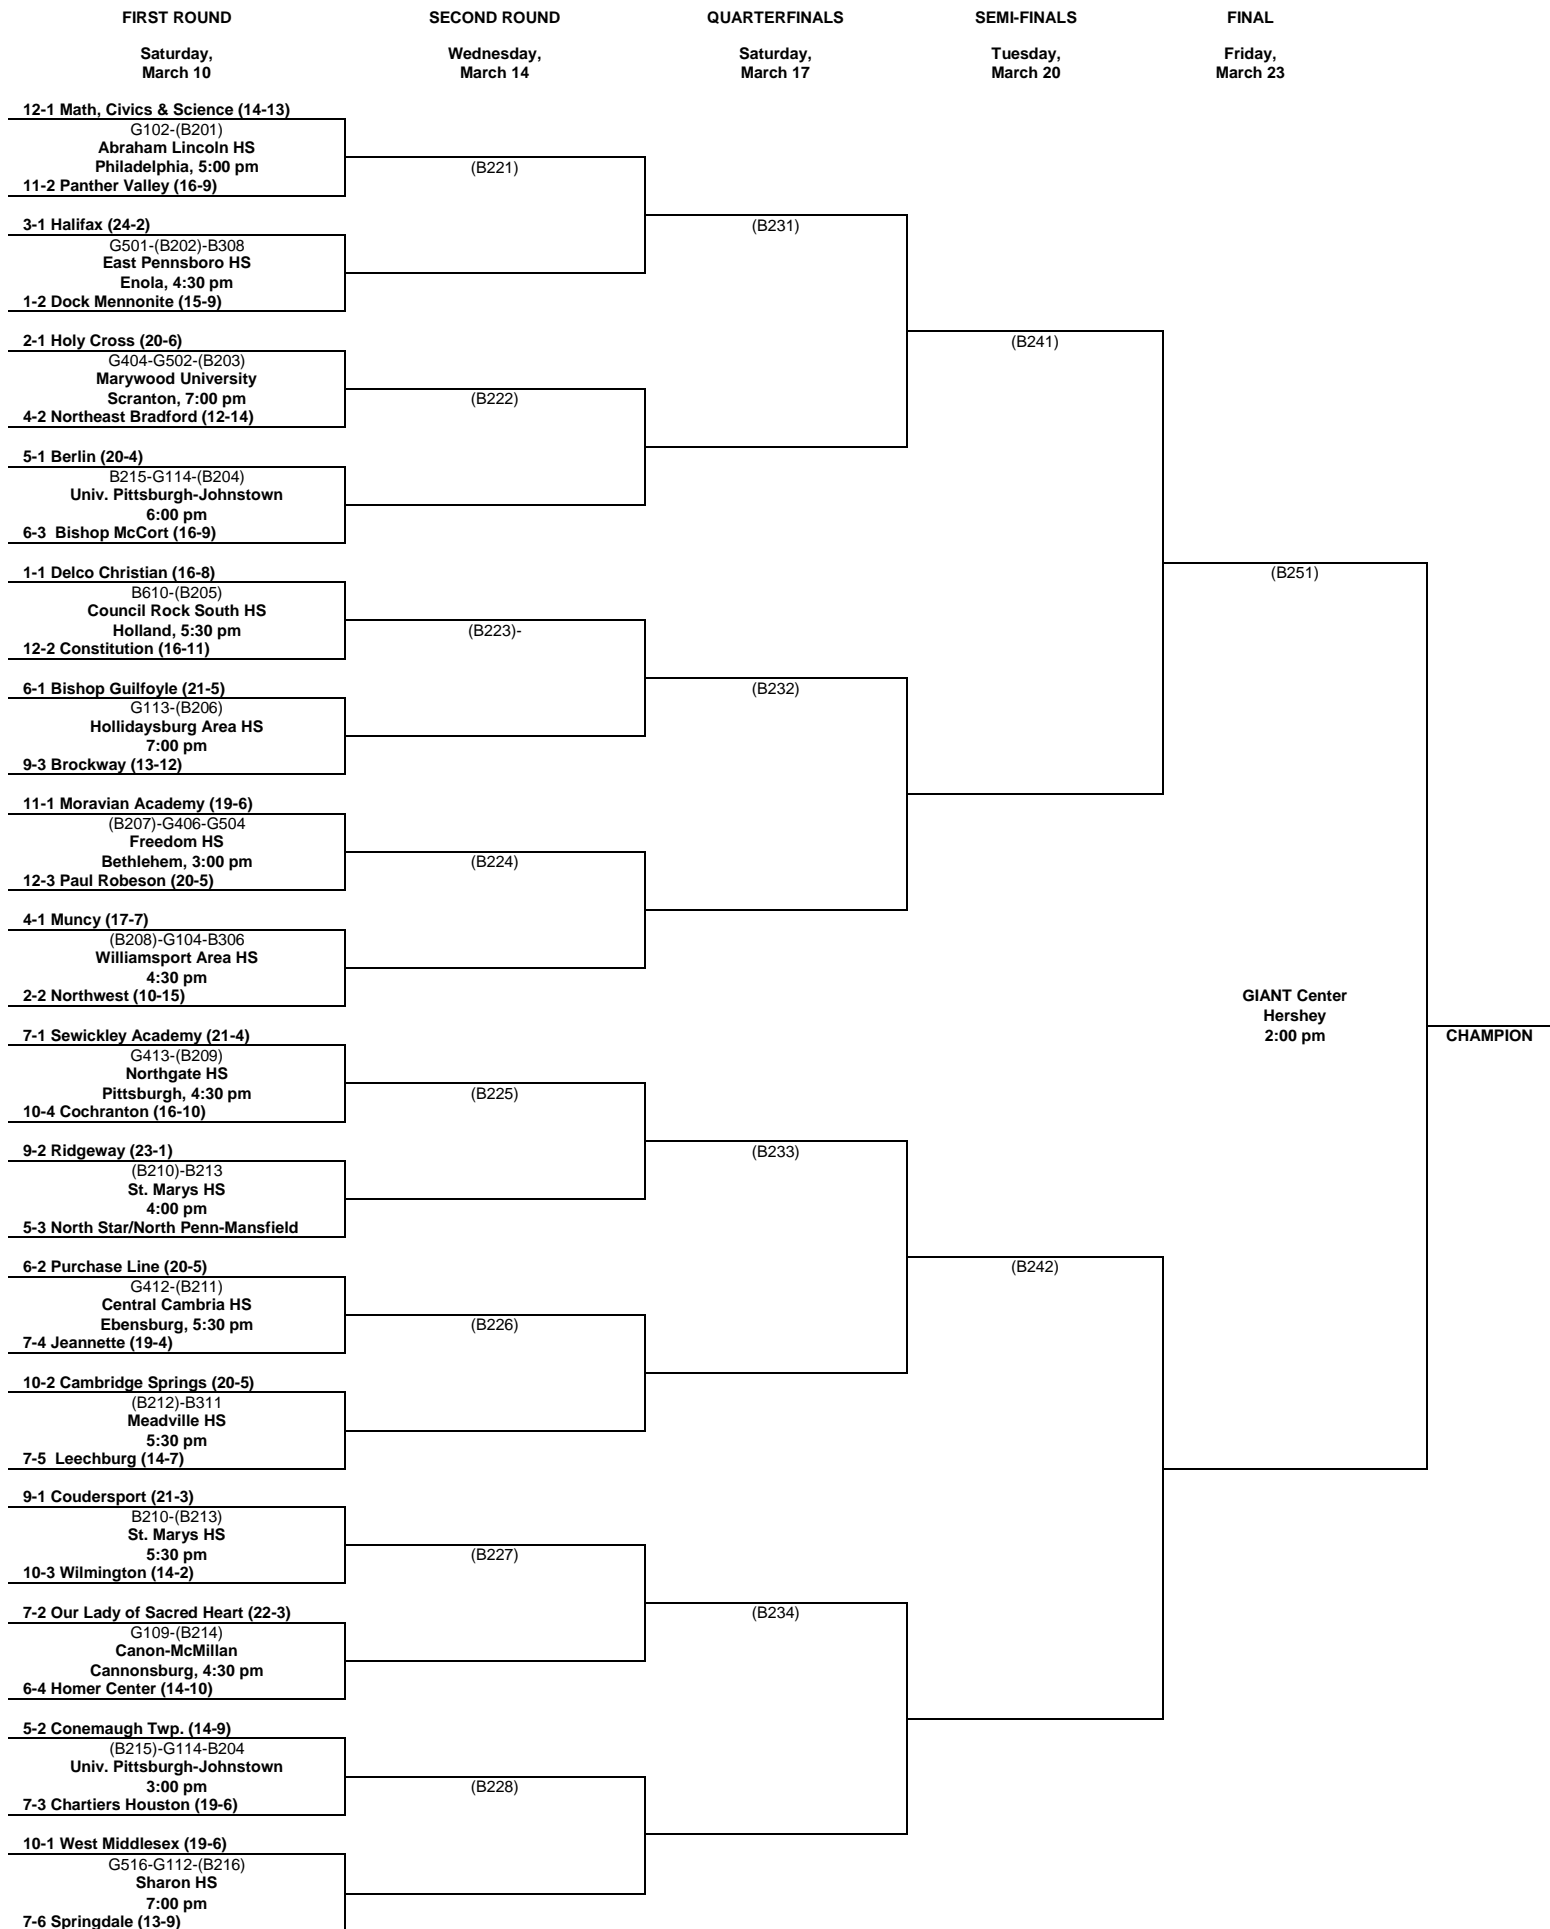 FIRST ROUND
SECOND ROUND
QUARTERFINALS
SEMI-FINALS
FINAL
Saturday,
March 10
Wednesday,
March 14
Saturday,
March 17
Tuesday,
March 20
Friday,
March 23
12-1 Math, Civics & Science (14-13)
G102-(B201)
Abraham Lincoln HS
Philadelphia, 5:00 pm
11-2 Panther Valley (16-9)
3-1 Halifax (24-2)
G501-(B202)-B308
East Pennsboro HS
Enola, 4:30 pm
1-2 Dock Mennonite (15-9)
2-1 Holy Cross (20-6)
G404-G502-(B203)
Marywood University
Scranton, 7:00 pm
4-2 Northeast Bradford (12-14)
5-1 Berlin (20-4)
B215-G114-(B204)
Univ. Pittsburgh-Johnstown
6:00 pm
6-3  Bishop McCort (16-9)
1-1 Delco Christian (16-8)
B610-(B205)
Council Rock South HS
Holland, 5:30 pm
12-2 Constitution (16-11)
6-1 Bishop Guilfoyle (21-5)
G113-(B206)
Hollidaysburg Area HS
7:00 pm
9-3 Brockway (13-12)
11-1 Moravian Academy (19-6)
(B207)-G406-G504
Freedom HS
Bethlehem, 3:00 pm
12-3 Paul Robeson (20-5)
4-1 Muncy (17-7)
(B208)-G104-B306
Williamsport Area HS
4:30 pm
2-2 Northwest (10-15)
7-1 Sewickley Academy (21-4)
G413-(B209)
Northgate HS
Pittsburgh, 4:30 pm
10-4 Cochranton (16-10)
9-2 Ridgeway (23-1)
(B210)-B213
St. Marys HS
4:00 pm
5-3 North Star/North Penn-Mansfield
6-2 Purchase Line (20-5)
G412-(B211)
Central Cambria HS
Ebensburg, 5:30 pm
7-4 Jeannette (19-4)
10-2 Cambridge Springs (20-5)
(B212)-B311
Meadville HS
5:30 pm
7-5  Leechburg (14-7)
9-1 Coudersport (21-3)
B210-(B213)
St. Marys HS
5:30 pm
10-3 Wilmington (14-2)
7-2 Our Lady of Sacred Heart (22-3)
G109-(B214)
Canon-McMillan
Cannonsburg, 4:30 pm
6-4 Homer Center (14-10)
5-2 Conemaugh Twp. (14-9)
(B215)-G114-B204
Univ. Pittsburgh-Johnstown
3:00 pm
7-3 Chartiers Houston (19-6)
10-1 West Middlesex (19-6)
G516-G112-(B216)
Sharon HS
7:00 pm
7-6 Springdale (13-9)
(B221)
(B222)
(B223)-
(B224)
(B225)
(B226)
(B227)
(B228)
(B231)
(B232)
(B233)
(B234)
(B241)
(B242)
(B251)
GIANT Center
Hershey
2:00 pm
CHAMPION